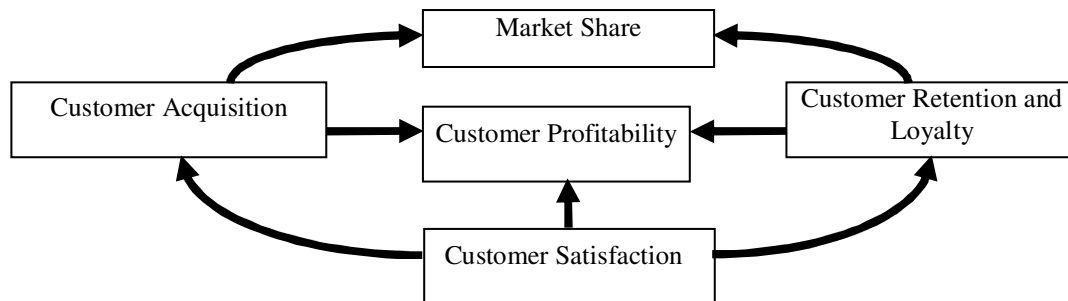 Market Share
Customer Acquisition
Customer Retention and
Loyalty
Customer Profitability
Customer Satisfaction